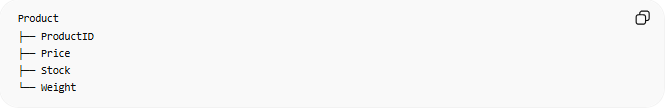 Product
├── ProductID
├── Price
├── Stock
└── Weight